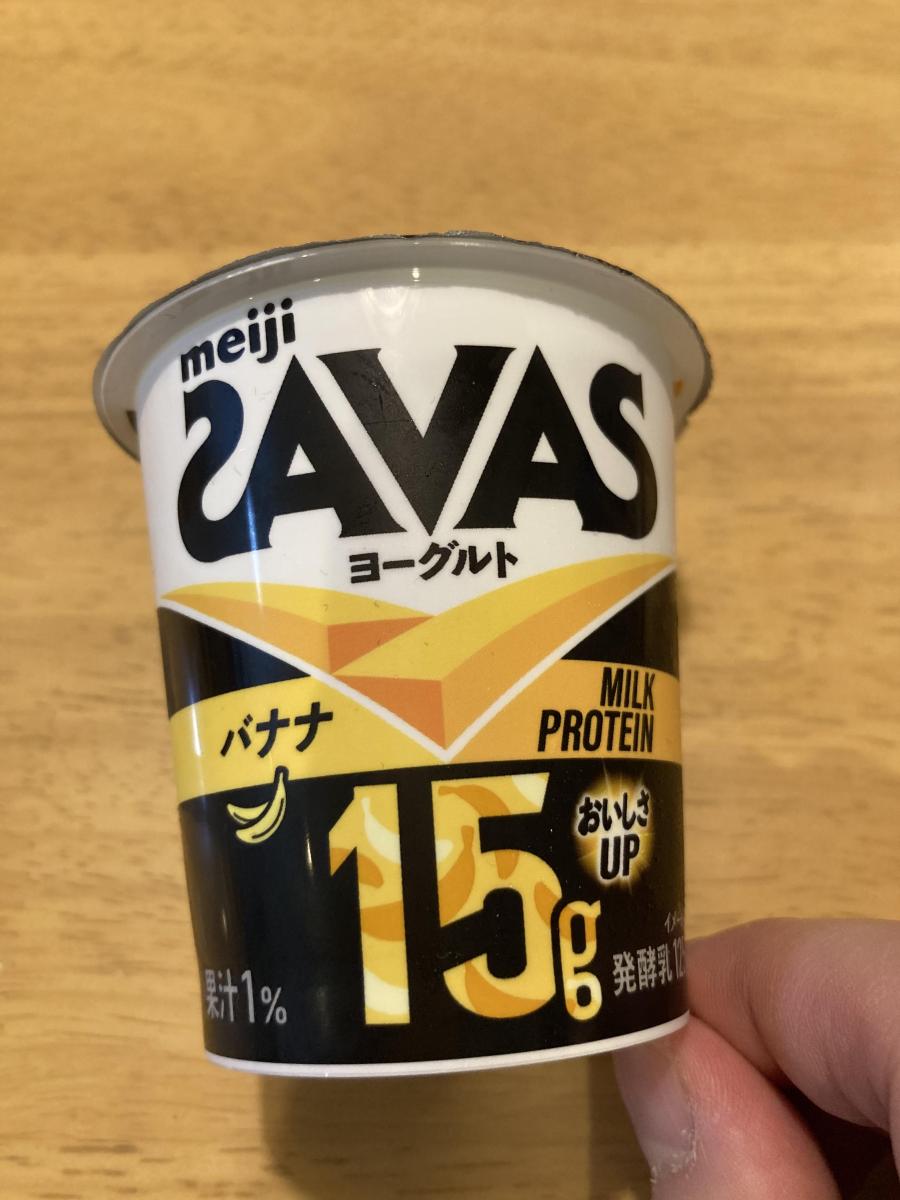 meiji
SAVAS
ヨーグルト
バナナ
MILK
PROTEIN
15g
おいしさ
UP
果汁1%
発酵乳